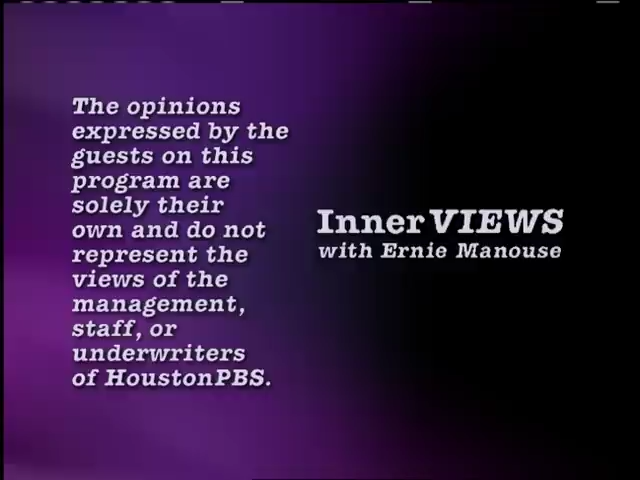 The opinions
expressed by the
guests on this
program are
solely their
own and do not
represent the
views of the
management,
staff, or
underwriters
of HoustonPBS.
InnerVIEWS
with Ernie Manouse